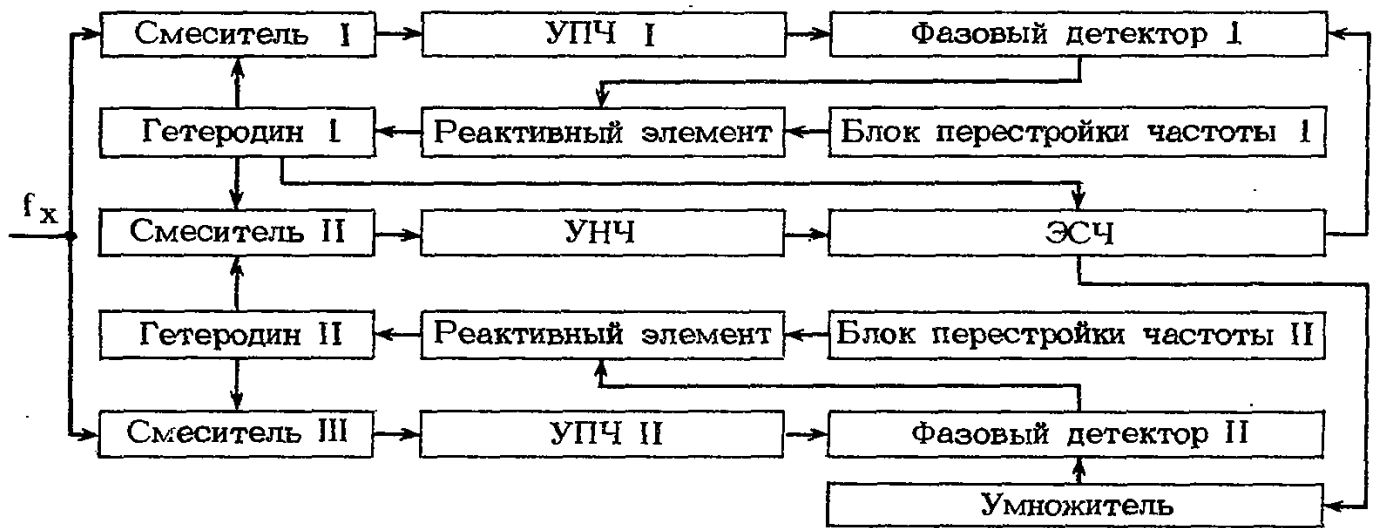 Смеситель I
УПЧ I
Фазовый детектор I
Гетеродин I
Реактивный элемент
Блок перестройки частоты I
fx
Смеситель II
УНЧ
ЭСЧ
Гетеродин II
Реактивный элемент
Блок перестройки частоты II
Смеситель III
УПЧ II
Фазовый детектор II
Умножитель